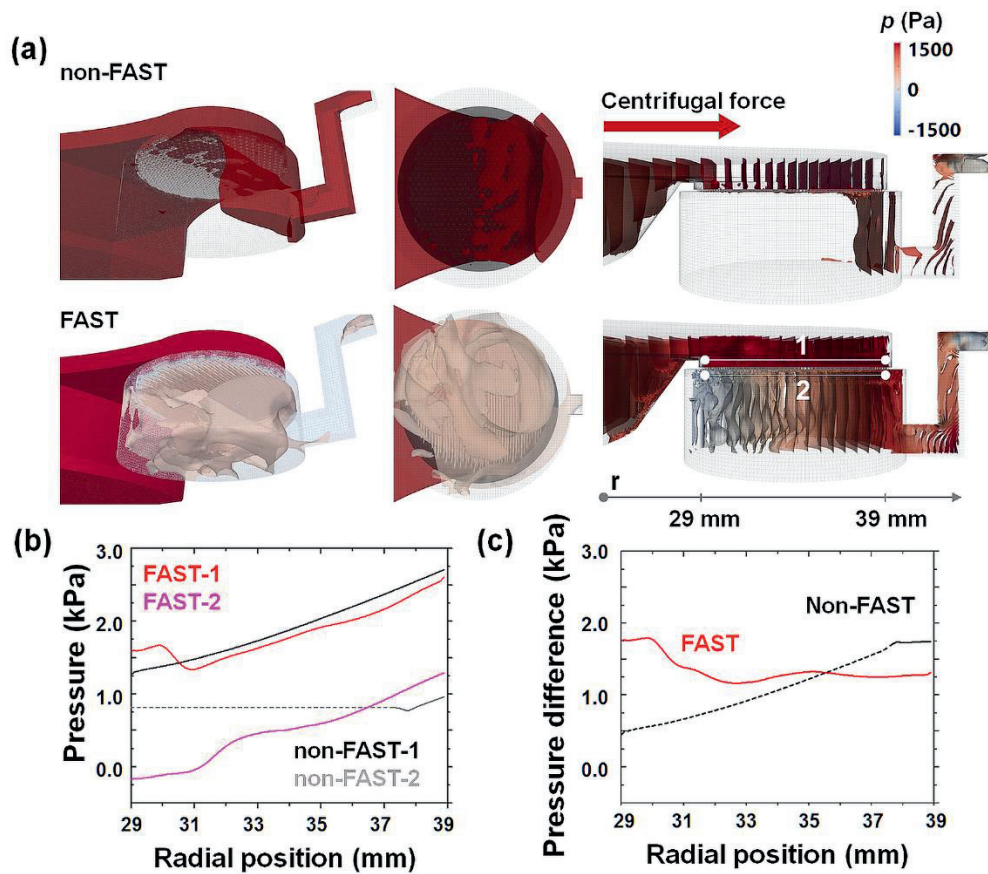 (a)
non-FAST
p (Pa)
1500
0
-1500
Centrifugal force
FAST
1
2
r
29 mm
39 mm
(b)
Pressure (kPa)
3.0
2.0
1.0
0.0
FAST-1
FAST-2
non-FAST-1
non-FAST-2
29 31 33 35 37 39
Radial position (mm)
(c)
Pressure difference (kPa)
3.0
2.0
1.0
0.0
Non-FAST
FAST
29 31 33 35 37 39
Radial position (mm)